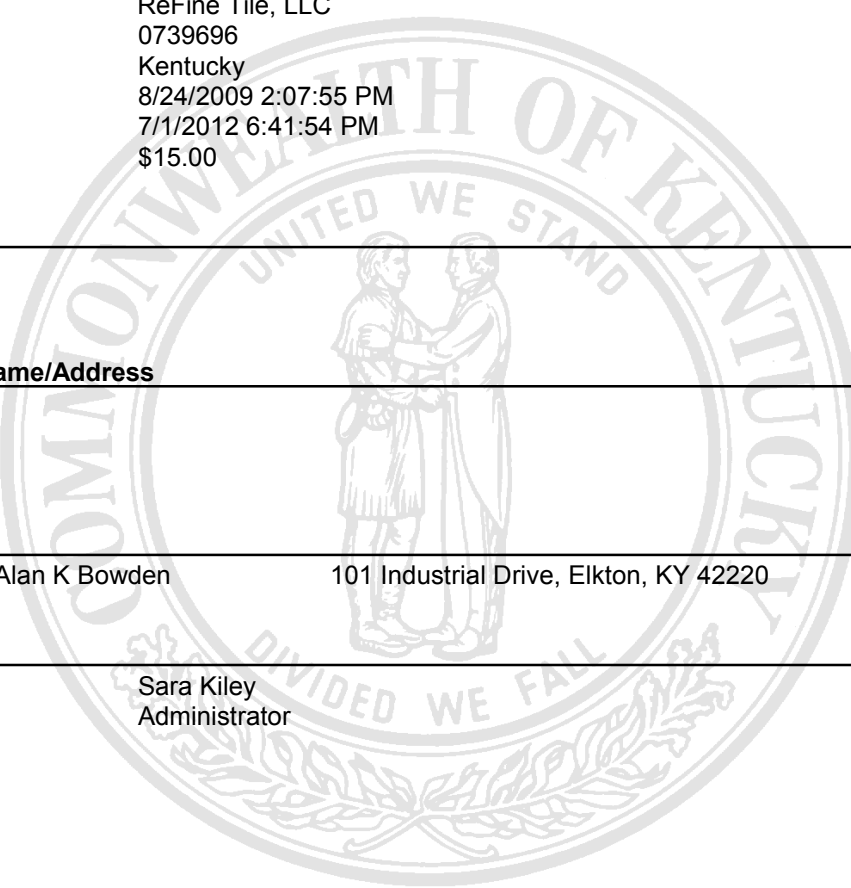 ReFine Tile, LLC
0739696
Kentucky
8/24/2009 2:07:55 PM
7/1/2012 6:41:54 PM
$15.00
COMMONWEALTH OF KENTUCKY
UNITED WE STAND
ame/Address
Alan K Bowden 101 Industrial Drive, Elkton, KY 42220
DIVIDED WE FALL
Sara Kiley
Administrator